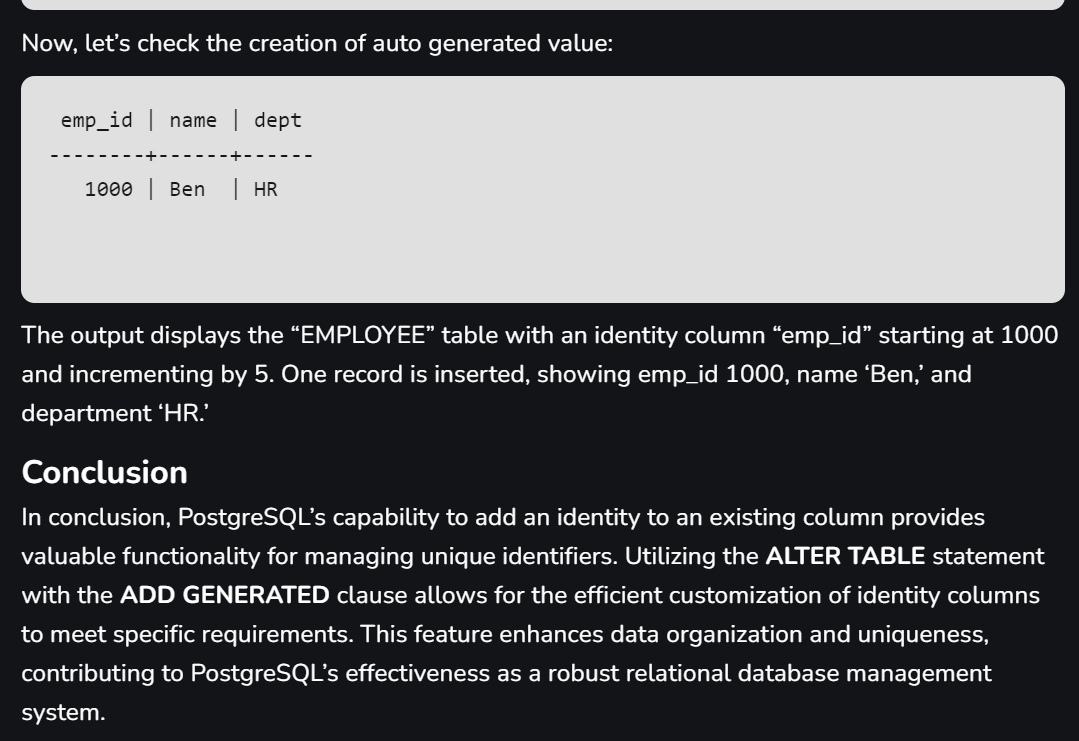 Now, let’s check the creation of auto generated value:
emp_id | name | dept
--------+------+------
1000 | Ben | HR
The output displays the “EMPLOYEE” table with an identity column “emp_id” starting at 1000
and incrementing by 5. One record is inserted, showing emp_id 1000, name ‘Ben,’ and
department ‘HR.’
Conclusion
In conclusion, PostgreSQL’s capability to add an identity to an existing column provides
valuable functionality for managing unique identifiers. Utilizing the ALTER TABLE statement
with the ADD GENERATED clause allows for the efficient customization of identity columns
to meet specific requirements. This feature enhances data organization and uniqueness,
contributing to PostgreSQL’s effectiveness as a robust relational database management
system.